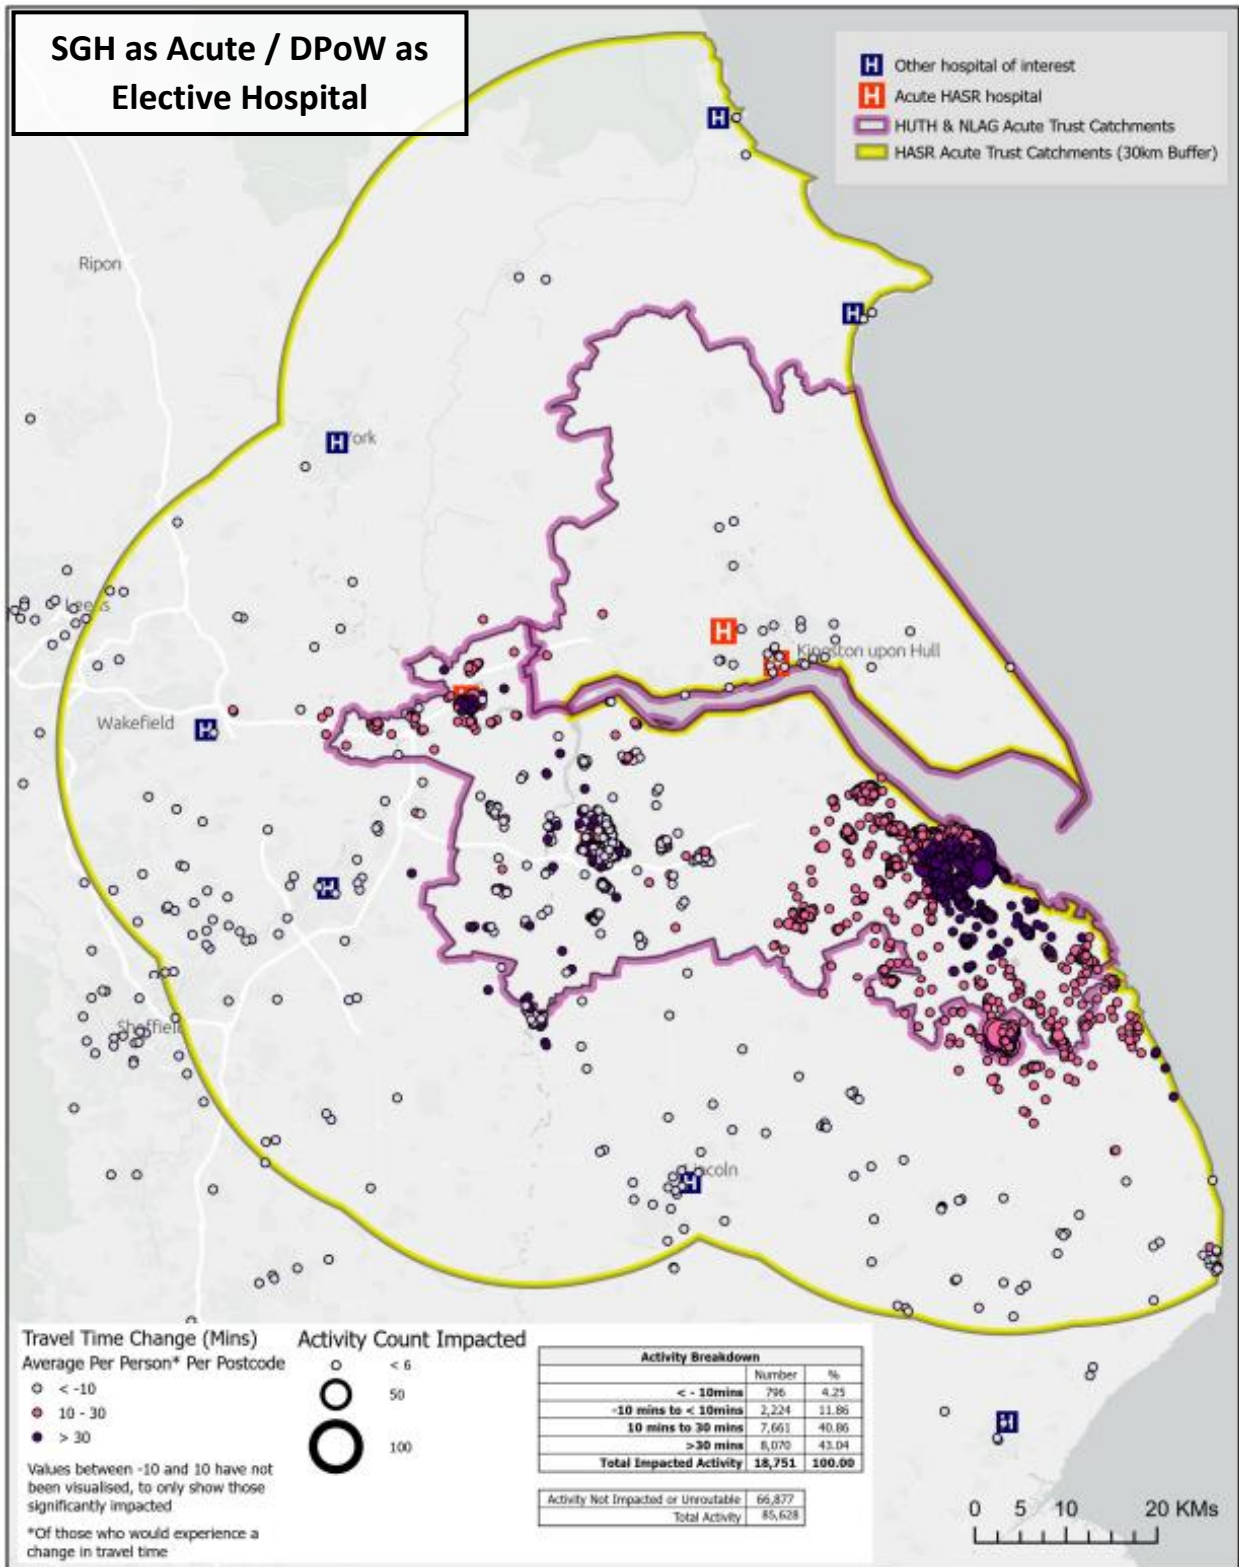 SGH as Acute / DPoW as
Elective Hospital
H Other hospital of interest
H Acute HASR hospital
HUTH & NLAG Acute Trust Catchments
HASR Acute Trust Catchments (30km Buffer)
H
Ripon
H
H
Leeds
H
Kingston upon Hull
Wakefield
H
H
Sheffield
Lincoln
H
H
Travel Time Change (Mins)
Average Per Person* Per Postcode
< -10
10 - 30
> 30
Values between -10 and 10 have not
been visualised, to only show those
significantly impacted
*Of those who would experience a
change in travel time
Activity Count Impacted
< 6
50
100
Activity Breakdown
Number %
< - 10mins 796 4.25
-10 mins to < 10mins 2,224 11.86
10 mins to 30 mins 7,661 40.86
>30 mins 8,070 43.04
Total Impacted Activity 18,751 100.00
Activity Not Impacted or Unroutable 66,877
Total Activity 85,628
0 5 10 20 KMs